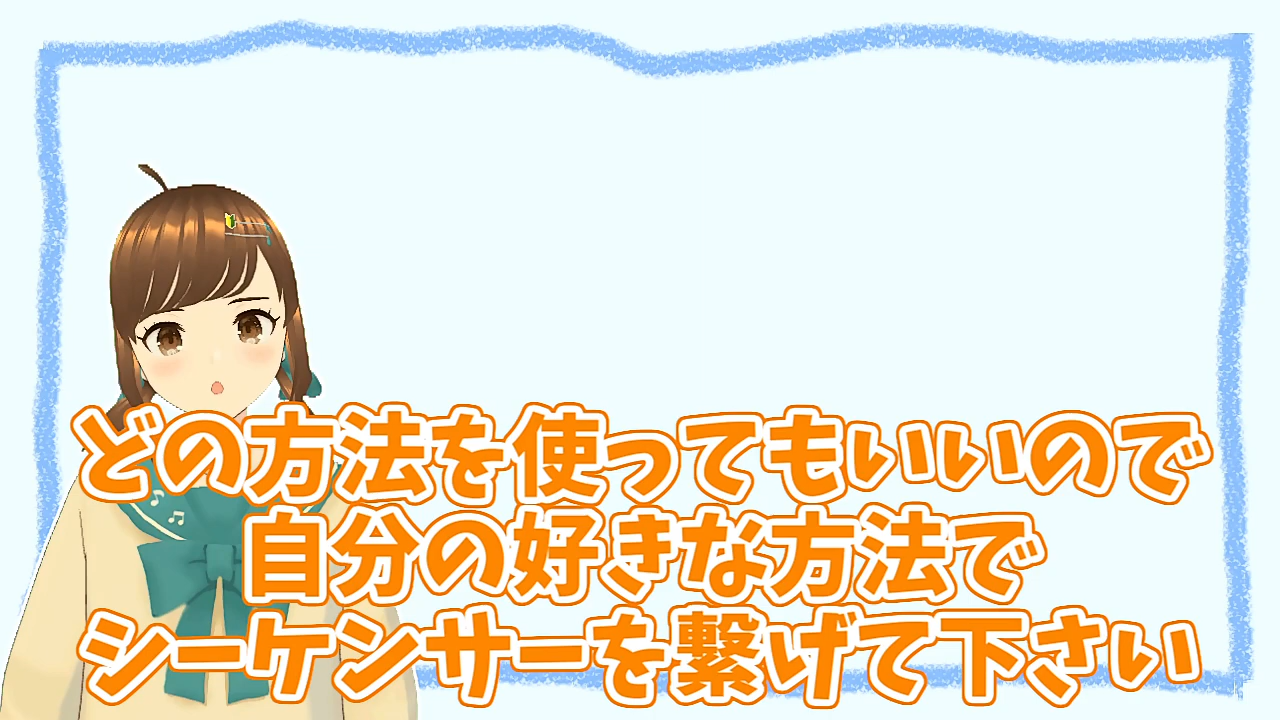 どの方法を使ってもいいので
自分の好きな方法で
シーケンサーを繋げて下さい